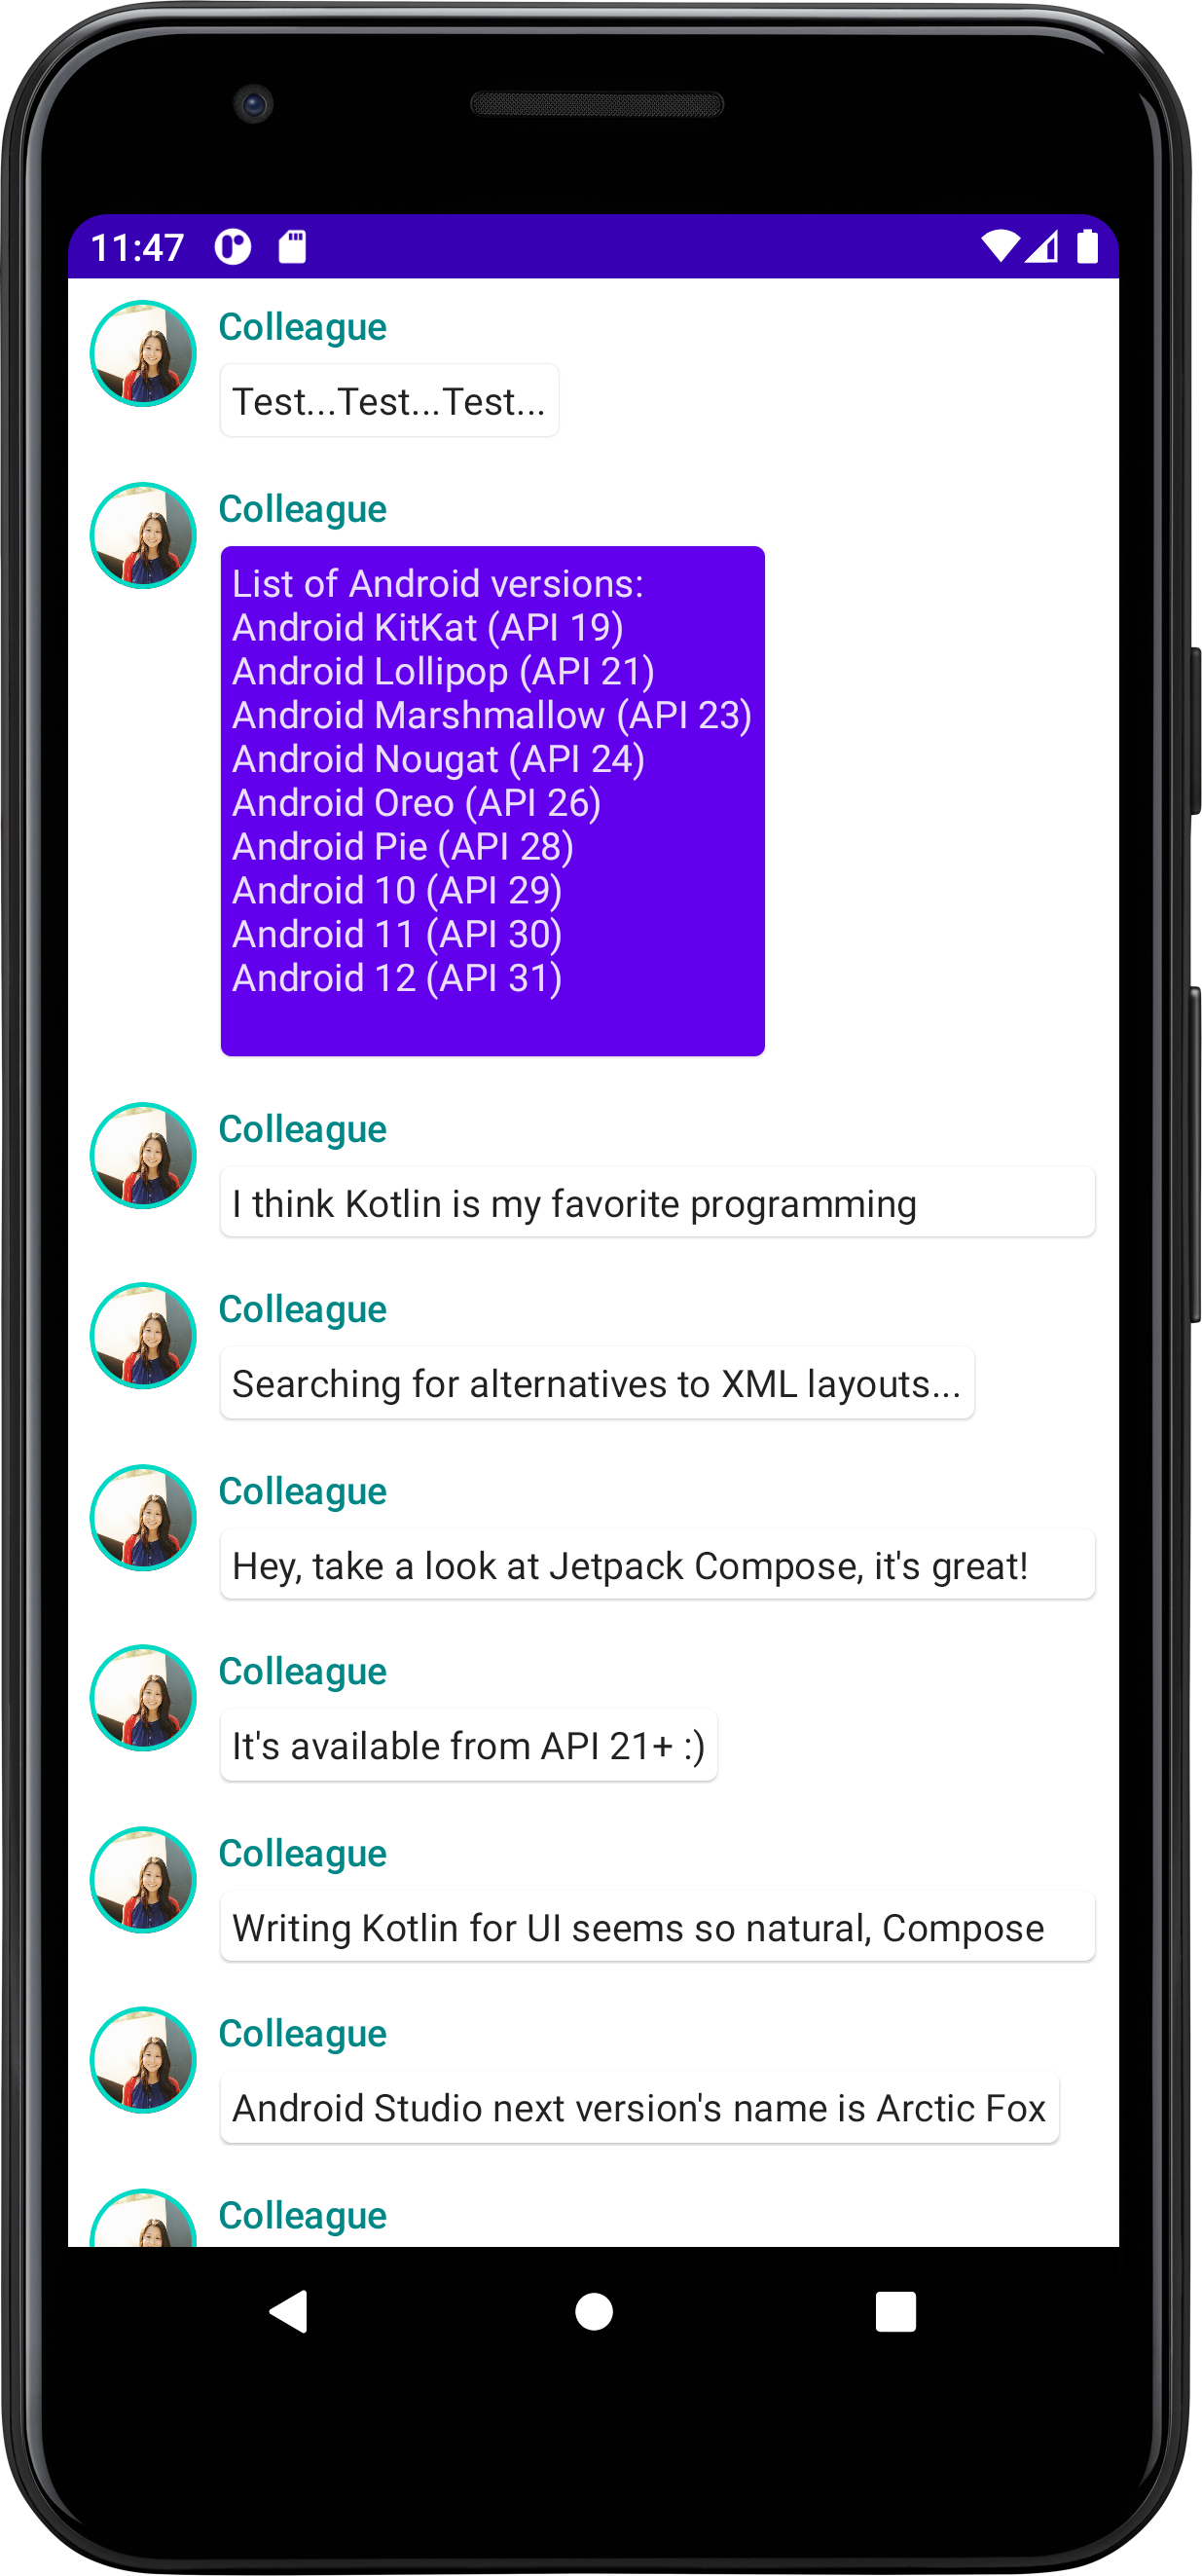 11:47
Colleague
Test...Test...Test...
Colleague
List of Android versions:
Android KitKat (API 19)
Android Lollipop (API 21)
Android Marshmallow (API 23)
Android Nougat (API 24)
Android Oreo (API 26)
Android Pie (API 28)
Android 10 (API 29)
Android 11 (API 30)
Android 12 (API 31)
Colleague
I think Kotlin is my favorite programming
Colleague
Searching for alternatives to XML layouts...
Colleague
Hey, take a look at Jetpack Compose, it's great!
Colleague
It's available from API 21+ :)
Colleague
Writing Kotlin for UI seems so natural, Compose
Colleague
Android Studio next version's name is Arctic Fox
Colleague